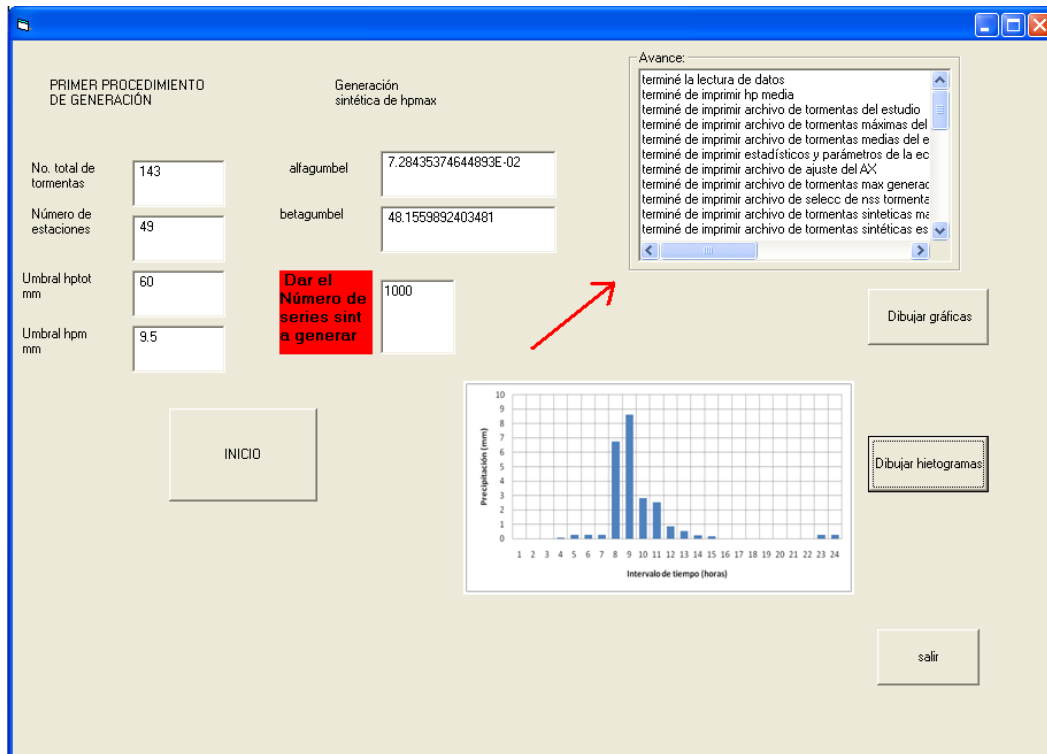 PRIMER PROCEDIMIENTO
DE GENERACIÓN
Generación
sintética de hpmax
Avance:
terminé la lectura de datos
terminé de imprimir hp media
terminé de imprimir archivo de tormentas del estudio
terminé de imprimir archivo de tormentas máximas del
terminé de imprimir archivo de tormentas medias del e
terminé de imprimir estadísticos y parámetros de la ec
terminé de imprimir archivo de ajuste del AX
terminé de imprimir archivo de tormentas max generac
terminé de imprimir archivo de selecc de nss tormenta
terminé de imprimir archivo de tormentas sinteticas ma
terminé de imprimir archivo de tormentas sintéticas es
No. total de
tormentas
143
alfagumbel
7.28435374644893E-02
Número de
estaciones
49
betagumbel
48.1559892403481
Umbral hptot
mm
60
Dar el
Número de
series sint
a generar
1000
Umbral hpm
mm
9.5
Dibujar gráficas
INICIO
Dibujar hietogramas
Precipitación (mm)
10
9
8
7
6
5
4
3
2
1
0
1 2 3 4 5 6 7 8 9 10 11 12 13 14 15 16 17 18 19 20 21 22 23 24
Intervalo de tiempo (horas)
salir